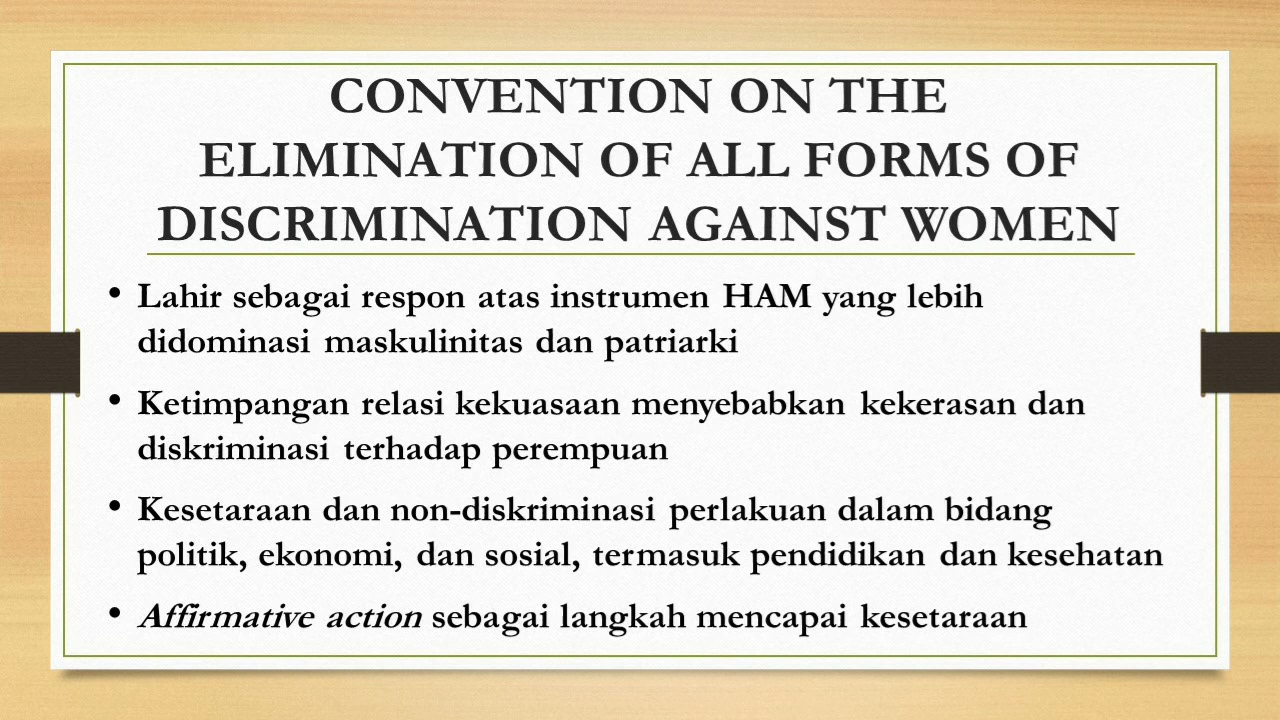 CONVENTION ON THE
ELIMINATION OF ALL FORMS OF
DISCRIMINATION AGAINST WOMEN
• Lahir sebagai respon atas instrumen HAM yang lebih
didominasi maskulinitas dan patriarki
• Ketimpangan relasi kekuasaan menyebabkan kekerasan dan
diskriminasi terhadap perempuan
• Kesetaraan dan non-diskriminasi perlakuan dalam bidang
politik, ekonomi, dan sosial, termasuk pendidikan dan kesehatan
• Affirmative action sebagai langkah mencapai kesetaraan